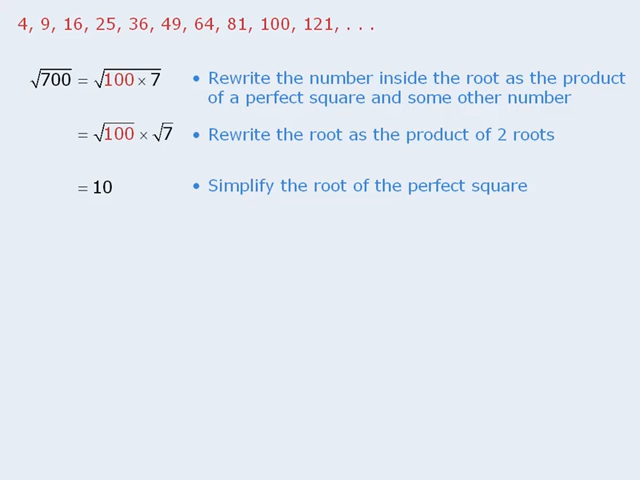 4, 9, 16, 25, 36, 49, 64, 81, 100, 121, . . .
√700 = √100 × 7 • Rewrite the number inside the root as the product
of a perfect square and some other number
= √100 × √7 • Rewrite the root as the product of 2 roots
= 10 • Simplify the root of the perfect square